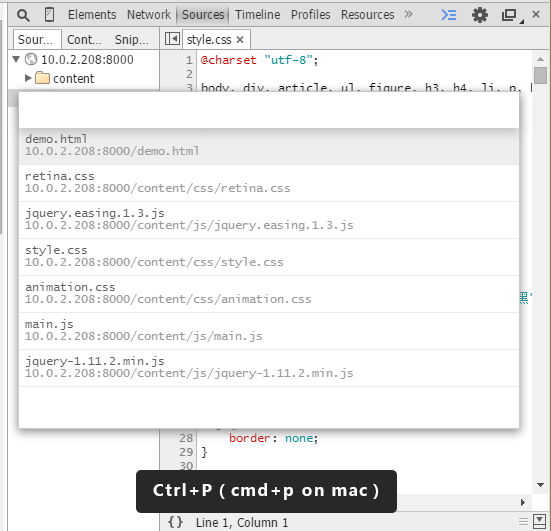 Elements Network Sources Timeline Profiles Resources »
Sour... Cont... Snip... style.css ×
10.0.2.208:8000
content
1 @charset "utf-8";
2
3 body, div, article, ul, figure, h3, h4, li, p,
demo.html
10.0.2.208:8000/demo.html
retina.css
10.0.2.208:8000/content/css/retina.css
jquery.easing.1.3.js
10.0.2.208:8000/content/js/jquery.easing.1.3.js
style.css
10.0.2.208:8000/content/css/style.css
animation.css
10.0.2.208:8000/content/css/animation.css
黑"
main.js
10.0.2.208:8000/content/js/main.js
jquery-1.11.2.min.js
10.0.2.208:8000/content/js/jquery-1.11.2.min.js
28 border: none;
29 }
30
Ctrl+P ( cmd+p on mac )
{} Line 1, Column 1